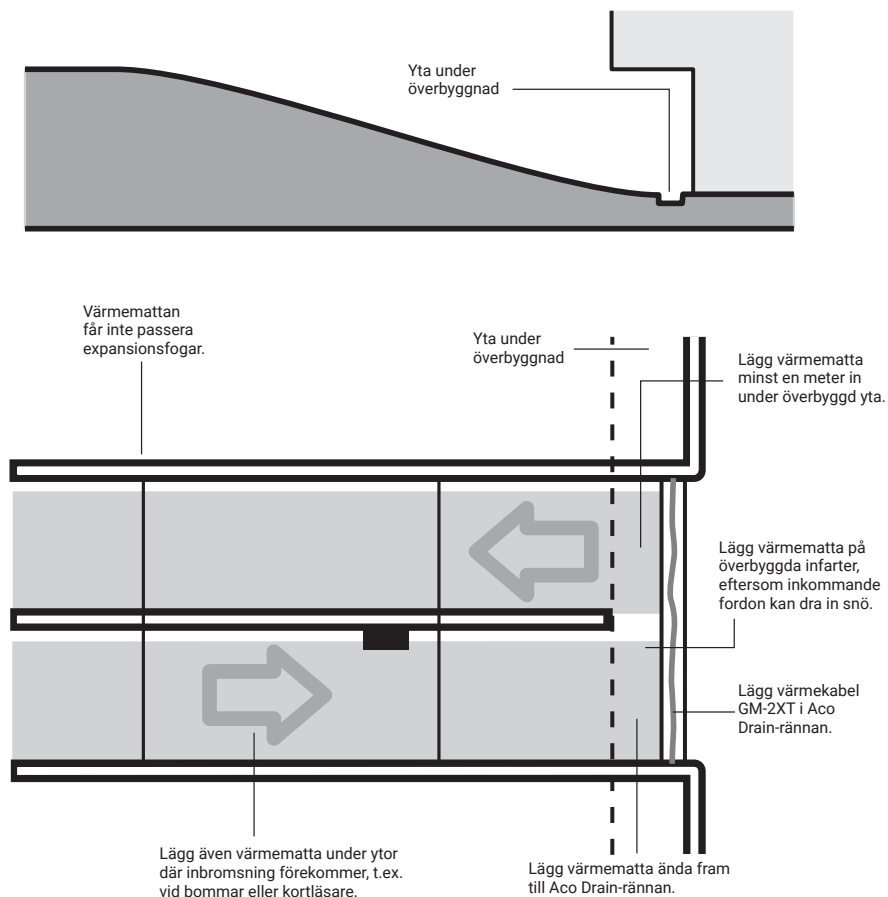 Yta under
överbyggnad
Värmemattan
får inte passera
expansionsfogar.
Yta under
överbyggnad
Lägg värmematta
minst en meter in
under överbyggd yta.
Lägg värmematta på
överbyggda infarter,
eftersom inkommande
fordon kan dra in snö.
Lägg värmekabel
GM-2XT i Aco
Drain-rännan.
Lägg även värmematta under ytor
där inbromsning förekommer, t.ex.
vid bommar eller kortläsare.
Lägg värmematta ända fram
till Aco Drain-rännan.